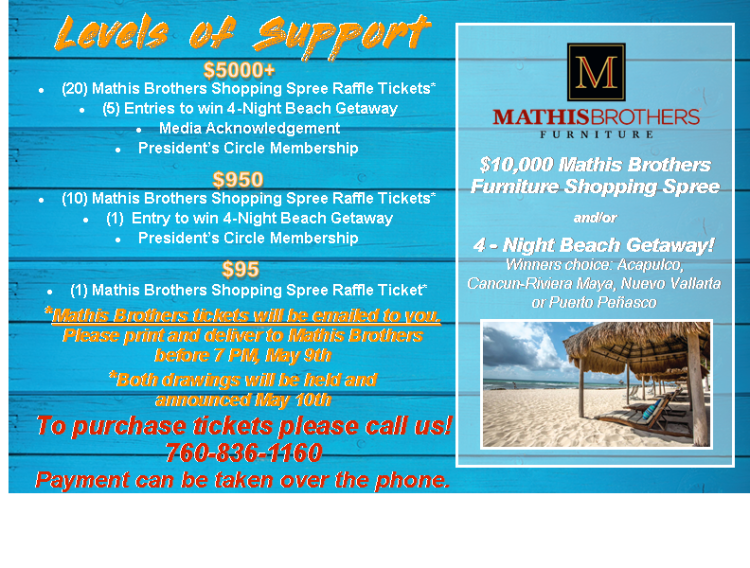 Levels of Support
$5000+
• (20) Mathis Brothers Shopping Spree Raffle Tickets*
• (5) Entries to win 4-Night Beach Getaway
• Media Acknowledgement
• President's Circle Membership
$950
• (10) Mathis Brothers Shopping Spree Raffle Tickets*
• (1) Entry to win 4-Night Beach Getaway
• President's Circle Membership
$95
• (1) Mathis Brothers Shopping Spree Raffle Ticket*
*Mathis Brothers tickets will be emailed to you.
Please print and deliver to Mathis Brothers
before 7 PM, May 9th
*Both drawings will be held and
announced May 10th
To purchase tickets please call us!
760-836-1160
Payment can be taken over the phone.
M
MATHISBROTHERS
FURNITURE
$10,000 Mathis Brothers
Furniture Shopping Spree
and/or
4 - Night Beach Getaway!
Winners choice: Acapulco,
Cancun-Riviera Maya, Nuevo Vallarta
or Puerto Peñasco